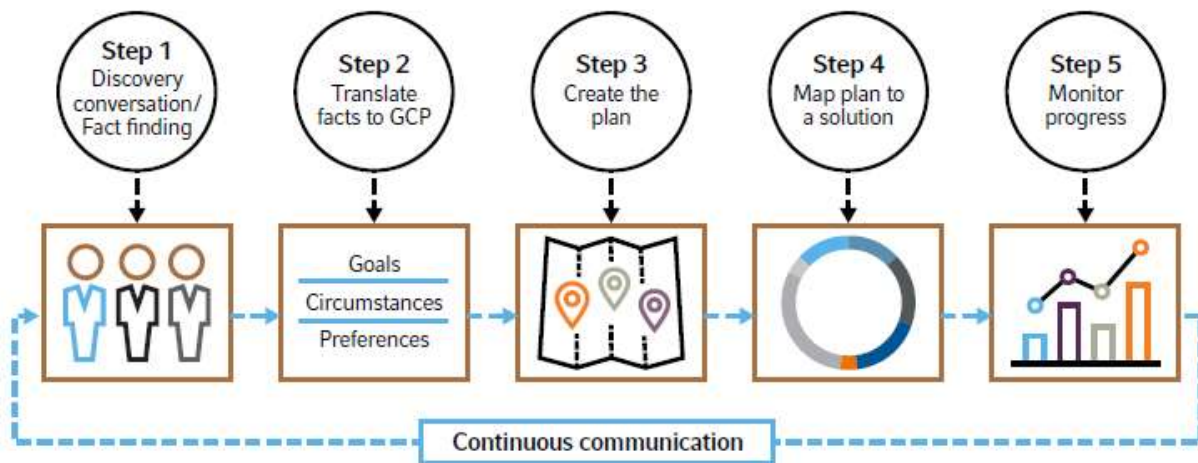 Step 1
Discovery
conversation/
Fact finding
Step 2
Translate
facts to GCP
Step 3
Create the
plan
Step 4
Map plan to
a solution
Step 5
Monitor
progress
Goals
Circumstances
Preferences
Continuous communication